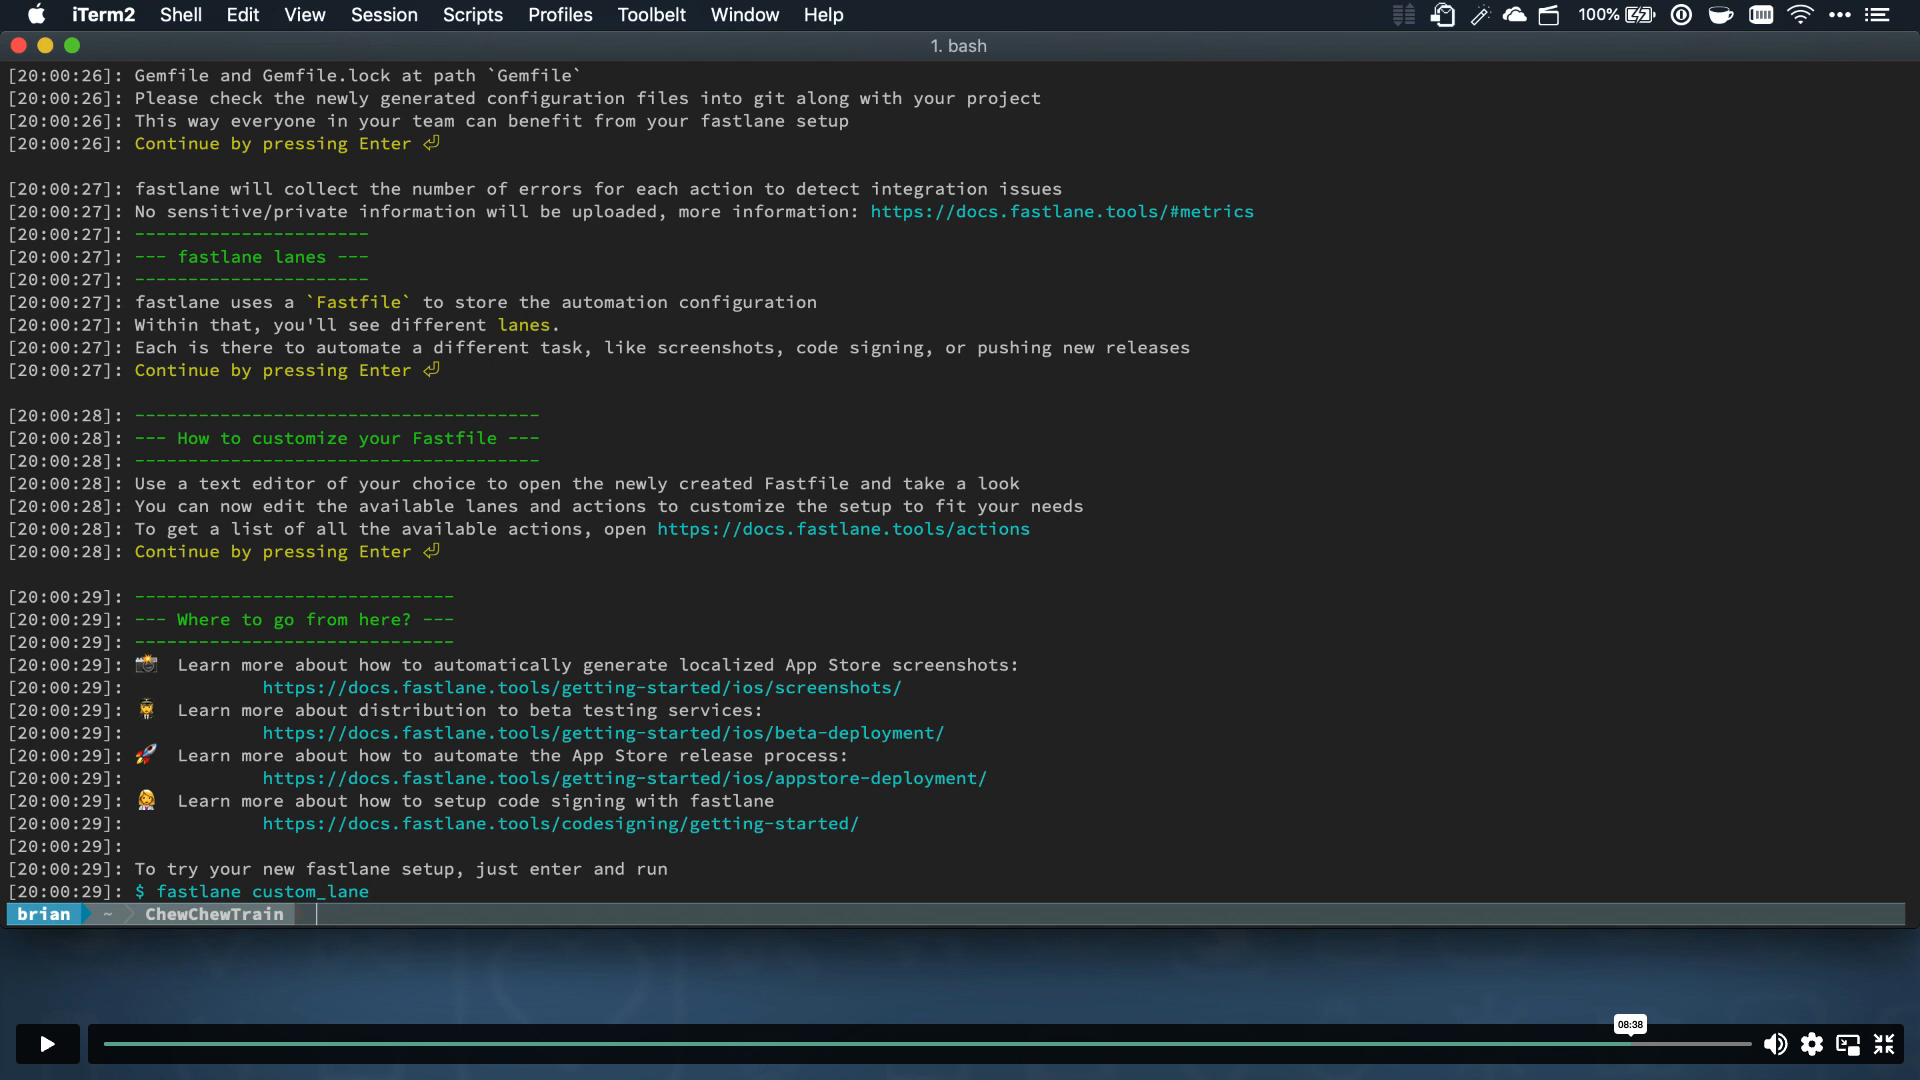 iTerm2 Shell Edit View Session Scripts Profiles Toolbelt Window Help 100%
1. bash
[20:00:26]: Gemfile and Gemfile.lock at path `Gemfile`
[20:00:26]: Please check the newly generated configuration files into git along with your project
[20:00:26]: This way everyone in your team can benefit from your fastlane setup
[20:00:26]: Continue by pressing Enter ⏎
[20:00:27]: fastlane will collect the number of errors for each action to detect integration issues
[20:00:27]: No sensitive/private information will be uploaded, more information: https://docs.fastlane.tools/#metrics
[20:00:27]: ----------------------
[20:00:27]: --- fastlane lanes ---
[20:00:27]: ----------------------
[20:00:27]: fastlane uses a `Fastfile` to store the automation configuration
[20:00:27]: Within that, you'll see different lanes.
[20:00:27]: Each is there to automate a different task, like screenshots, code signing, or pushing new releases
[20:00:27]: Continue by pressing Enter ⏎
[20:00:28]: --------------------------------------
[20:00:28]: --- How to customize your Fastfile ---
[20:00:28]: --------------------------------------
[20:00:28]: Use a text editor of your choice to open the newly created Fastfile and take a look
[20:00:28]: You can now edit the available lanes and actions to customize the setup to fit your needs
[20:00:28]: To get a list of all the available actions, open https://docs.fastlane.tools/actions
[20:00:28]: Continue by pressing Enter ⏎
[20:00:29]: ------------------------------
[20:00:29]: --- Where to go from here? ---
[20:00:29]: ------------------------------
[20:00:29]: 📸 Learn more about how to automatically generate localized App Store screenshots:
[20:00:29]: https://docs.fastlane.tools/getting-started/ios/screenshots/
[20:00:29]: 👩‍✈️ Learn more about distribution to beta testing services:
[20:00:29]: https://docs.fastlane.tools/getting-started/ios/beta-deployment/
[20:00:29]: 🚀 Learn more about how to automate the App Store release process:
[20:00:29]: https://docs.fastlane.tools/getting-started/ios/appstore-deployment/
[20:00:29]: 👩‍⚕️ Learn more about how to setup code signing with fastlane
[20:00:29]: https://docs.fastlane.tools/codesigning/getting-started/
[20:00:29]:
[20:00:29]: To try your new fastlane setup, just enter and run
[20:00:29]: $ fastlane custom_lane
brian ~ ChewChewTrain
08:38